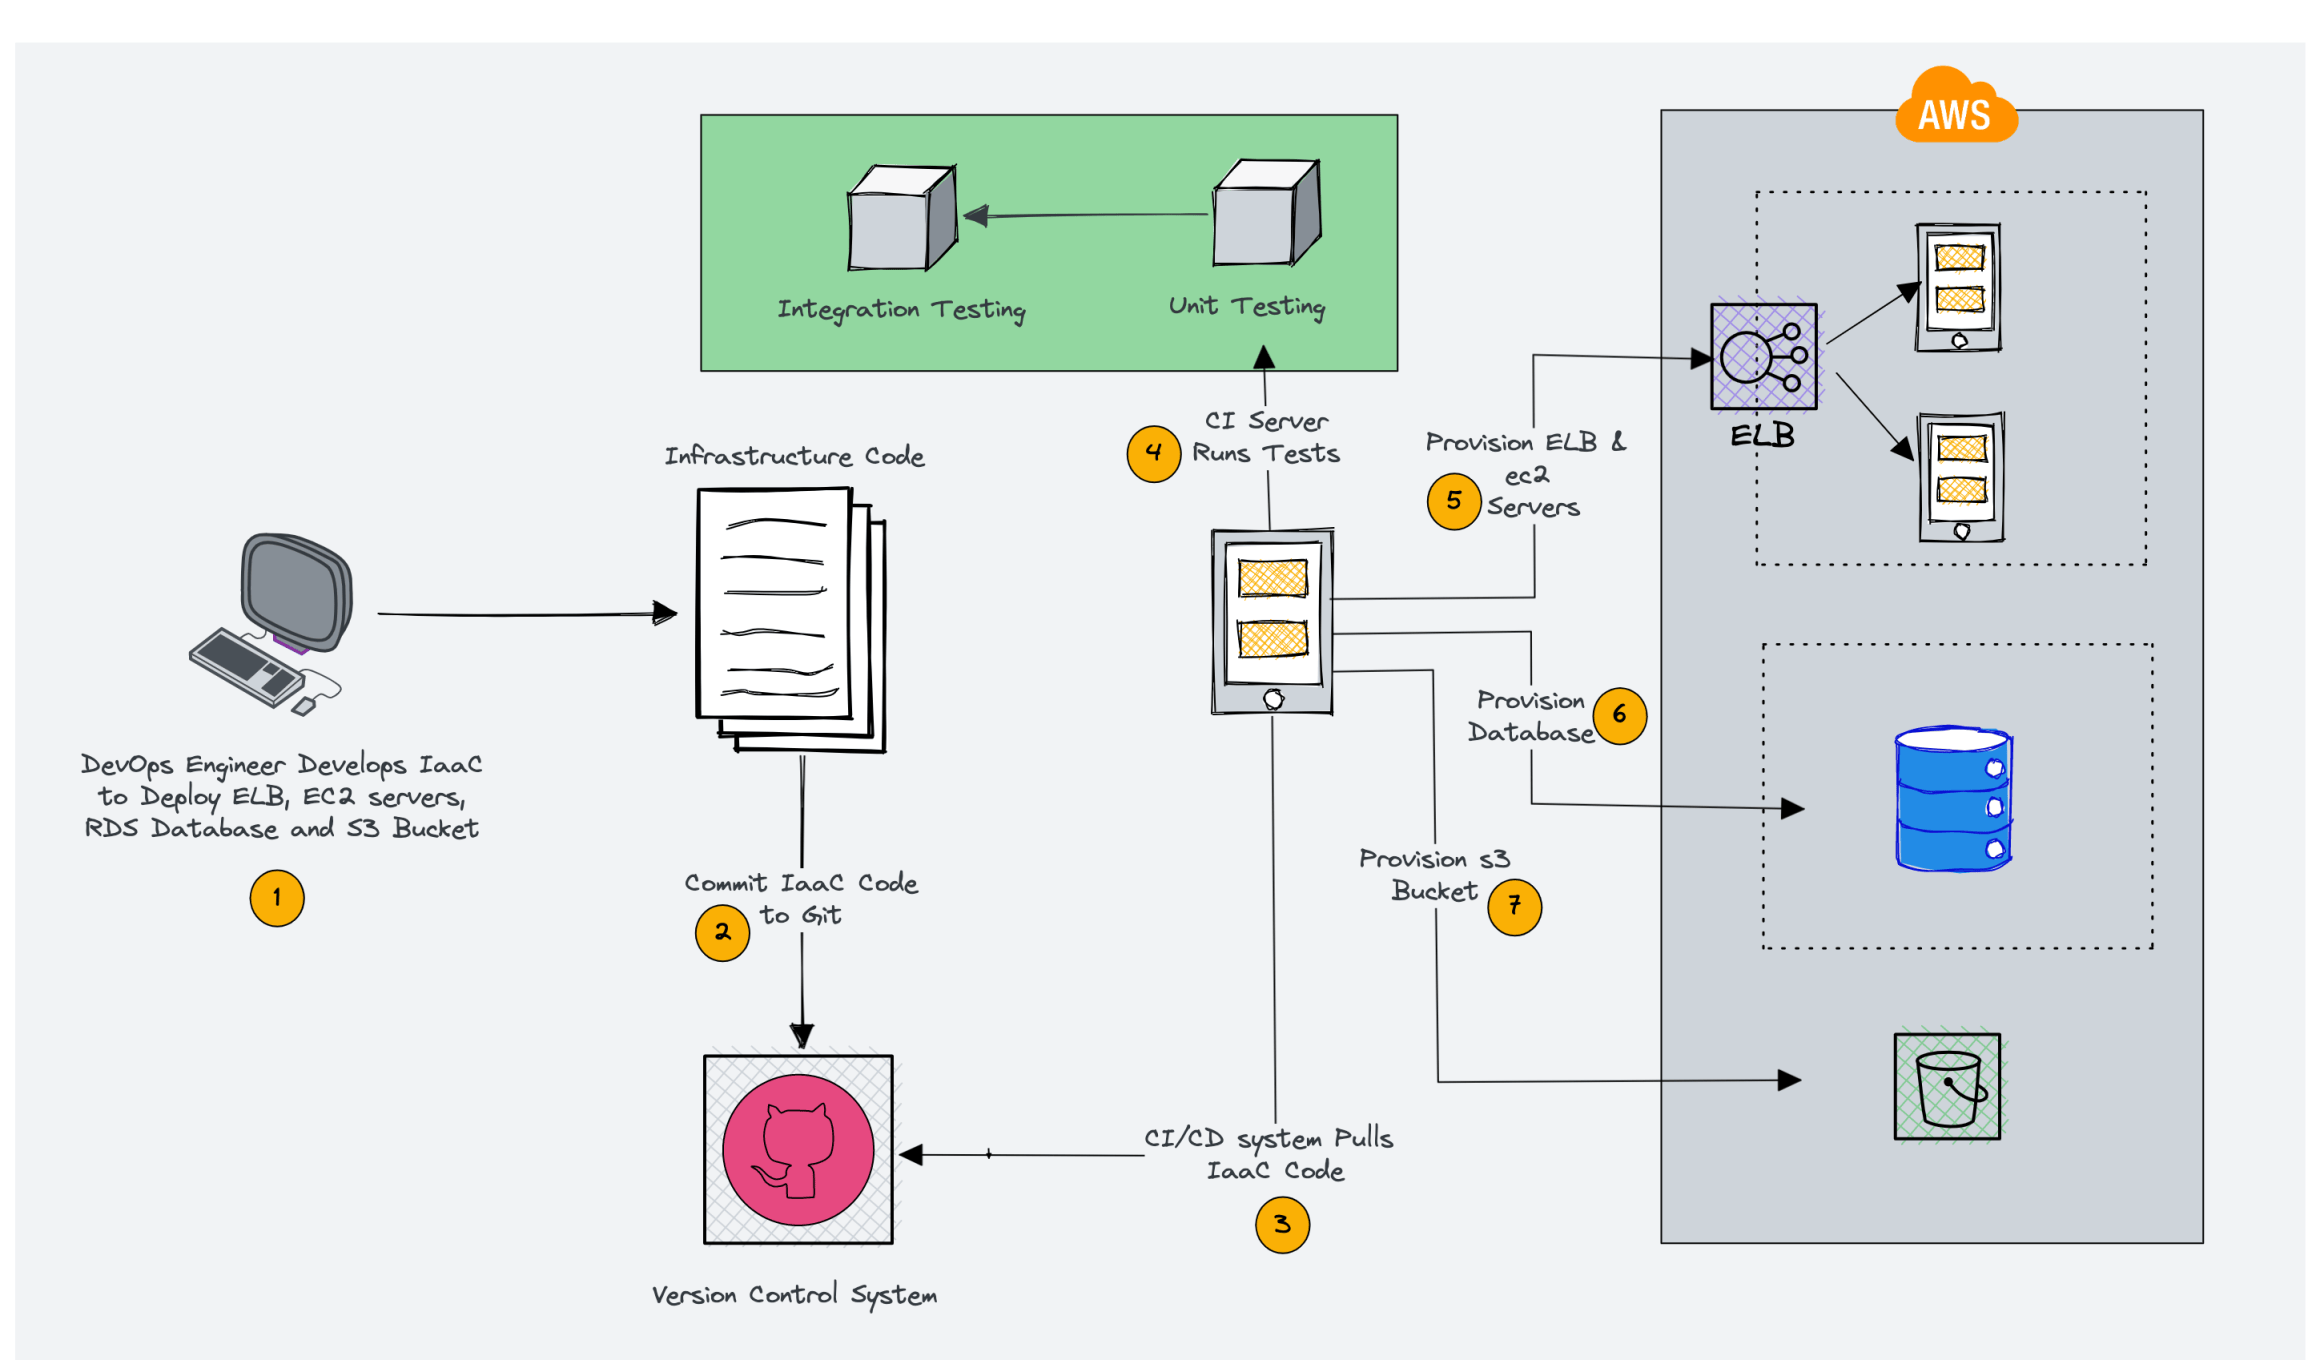 AWS
Integration Testing
Unit Testing
CI Server
Runs Tests
4
Infrastructure Code
Provision ELB &
ec2
Servers
5
ELB
DevOps Engineer Develops IaaC
to Deploy ELB, EC2 servers,
RDS Database and S3 Bucket
1
Commit IaaC Code
to Git
2
Provision
Database
6
Provision s3
Bucket
7
CI/CD system Pulls
IaaC Code
3
Version Control System